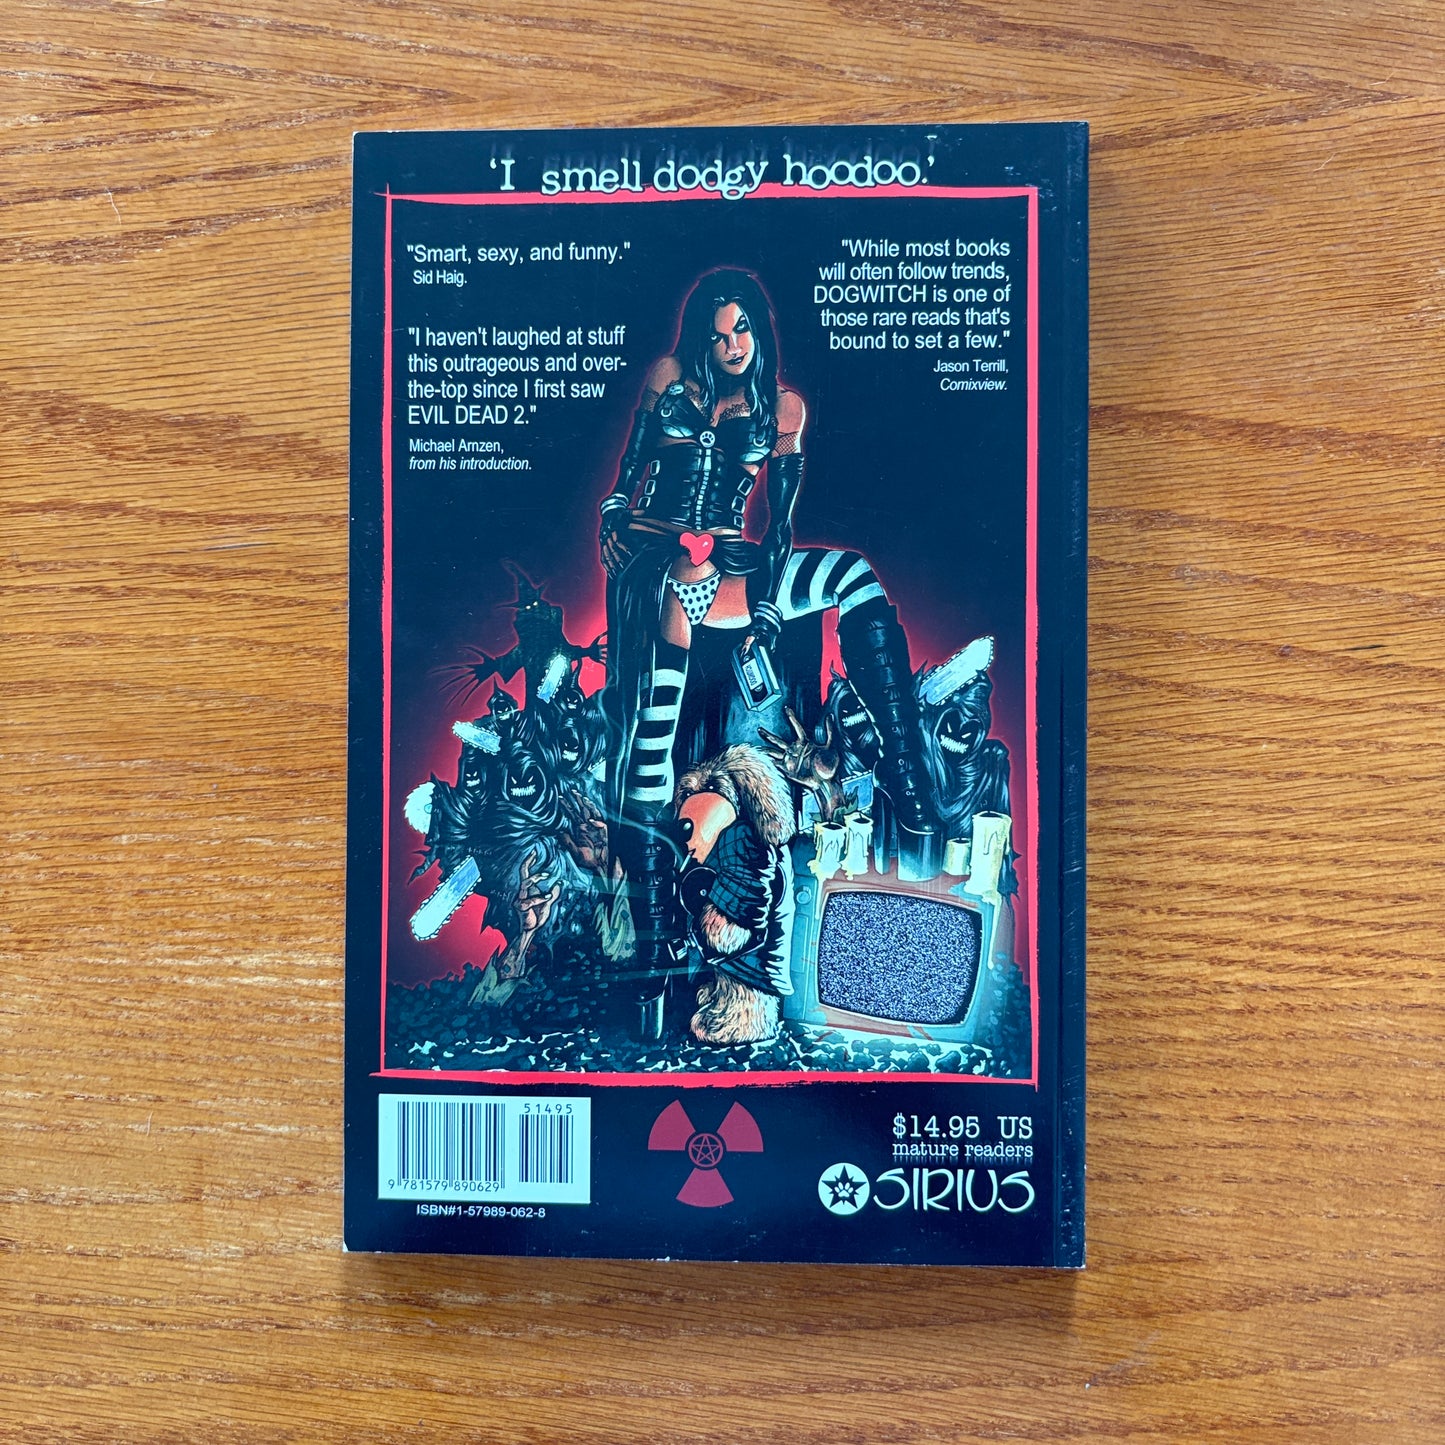 'I smell dodgy hoodoo.'
"Smart, sexy, and funny."
Sid Haig.
"I haven't laughed at stuff
this outrageous and over-
the-top since I first saw
EVIL DEAD 2."
Michael Arnzen,
from his introduction.
"While most books
will often follow trends,
DOGWITCH is one of
those rare reads that's
bound to set a few."
Jason Terrill,
Comixview.
51495
9 781579 890629
ISBN#1-57989-062-8
$14.95 US
mature readers
SIRIUS